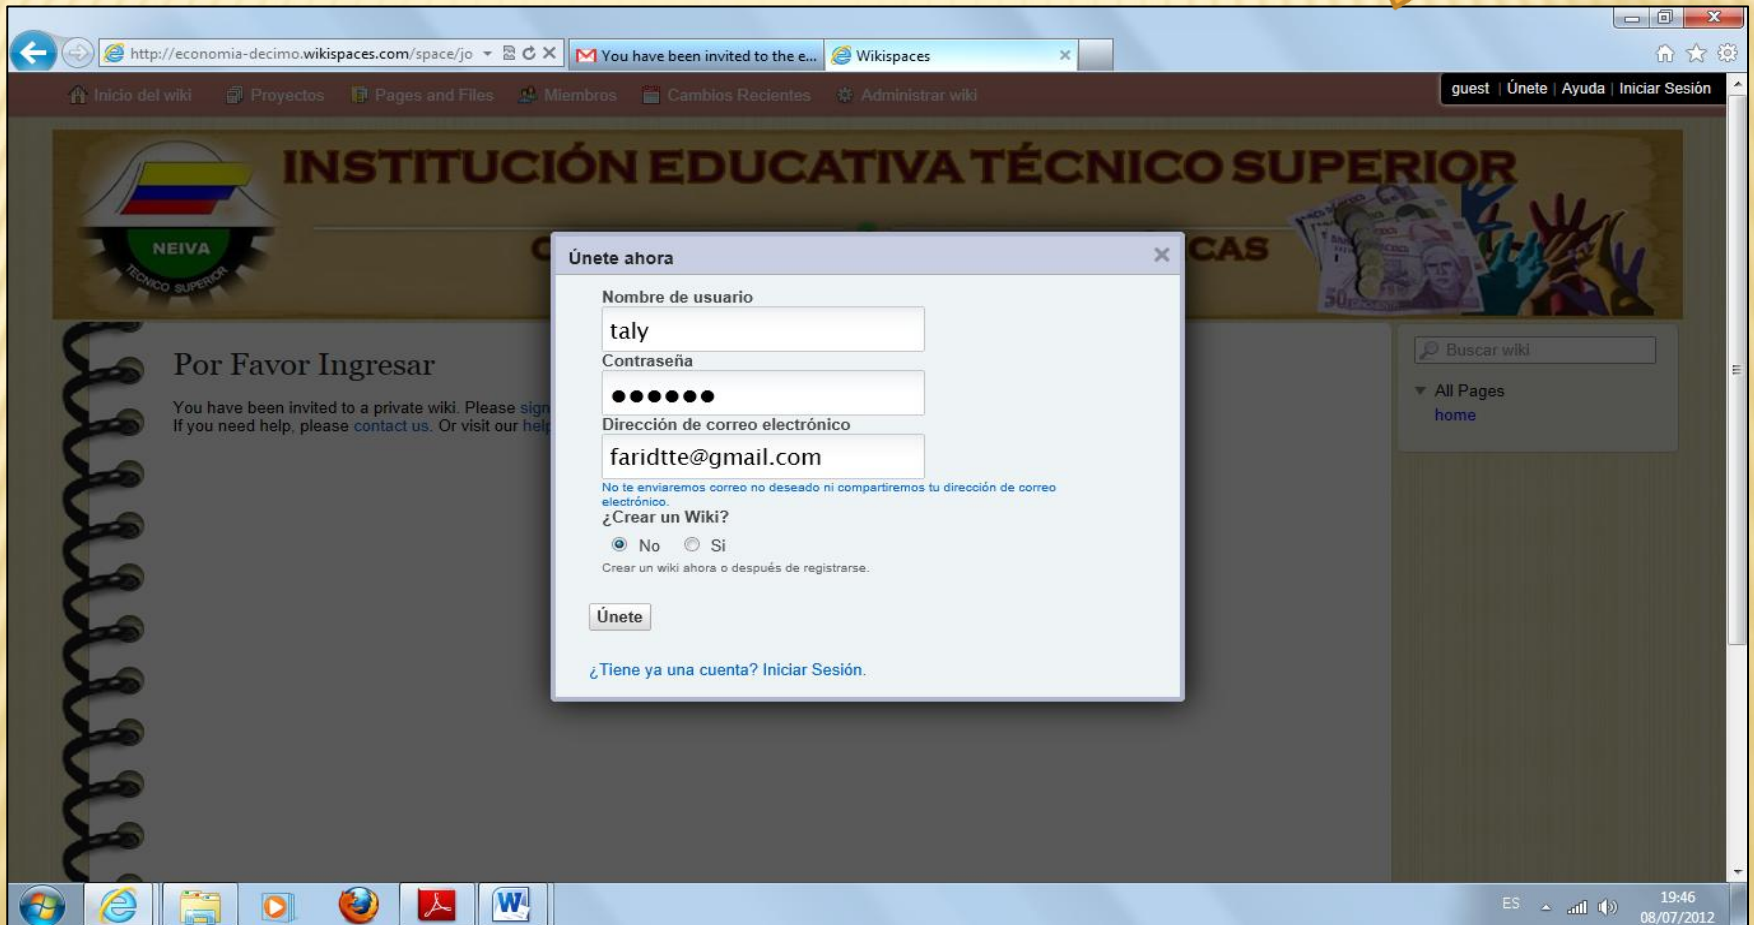 http://economia-decimo.wikispaces.com/space/jo
You have been invited to the e...
Wikispaces
Inicio del wiki
Proyectos
Pages and Files
Miembros
Cambios Recientes
Administrar wiki
guest | Únete | Ayuda | Iniciar Sesión
INSTITUCIÓN EDUCATIVA TÉCNICO SUPERIOR
CAS
NEIVA
TÉCNICO SUPERIOR
Por Favor Ingresar
You have been invited to a private wiki. Please sign
If you need help, please contact us. Or visit our help
Únete ahora
Nombre de usuario
taly
Contraseña
●●●●●●
Dirección de correo electrónico
faridtte@gmail.com
No te enviaremos correo no deseado ni compartiremos tu dirección de correo
electrónico.
¿Crear un Wiki?
No
Si
Crear un wiki ahora o después de registrarse.
Únete
¿Tiene ya una cuenta? Iniciar Sesión.
Buscar wiki
All Pages
home
ES
19:46
08/07/2012